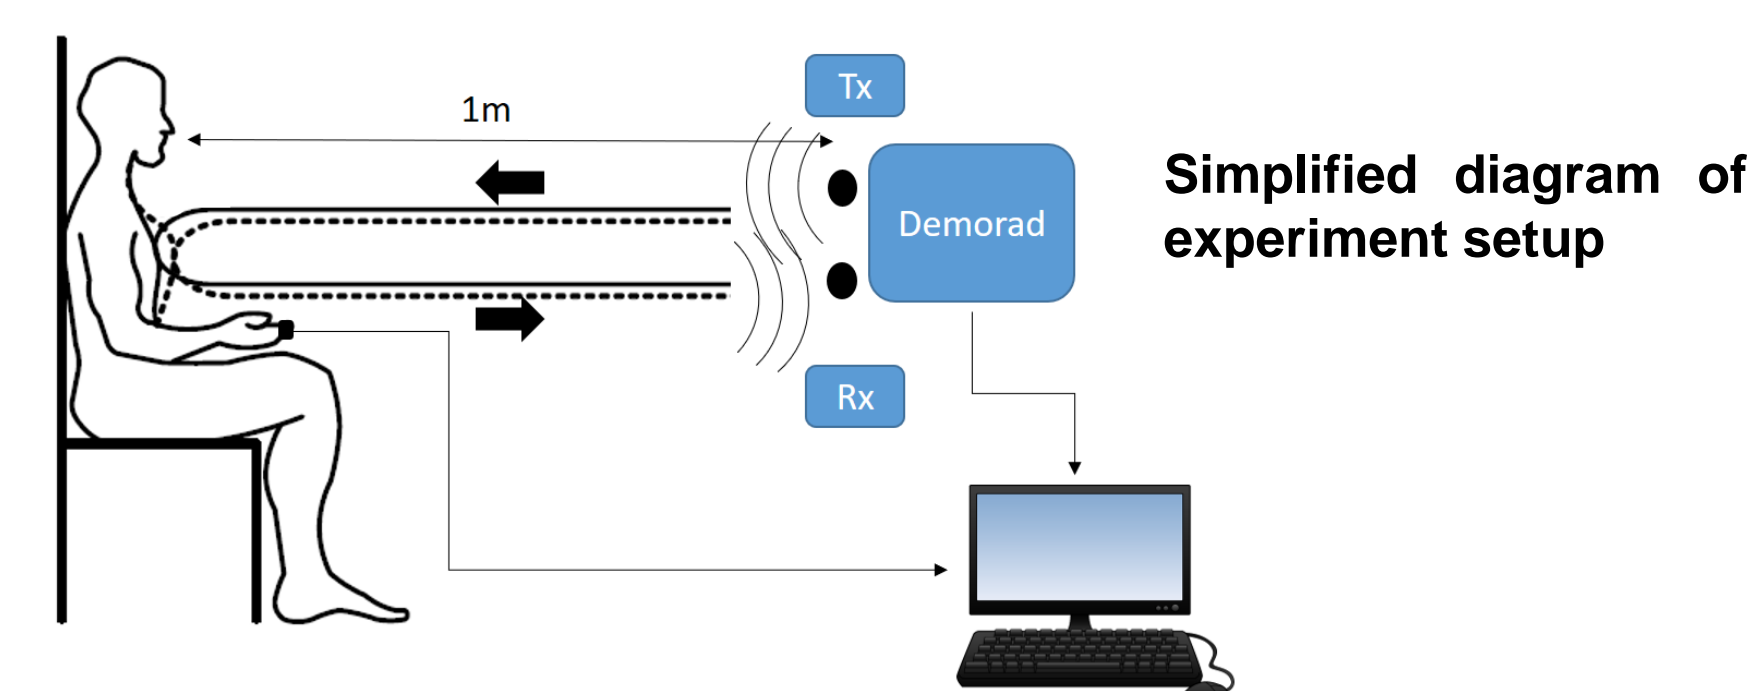 Tx
1m
Simplified diagram of
experiment setup
Demorad
Rx